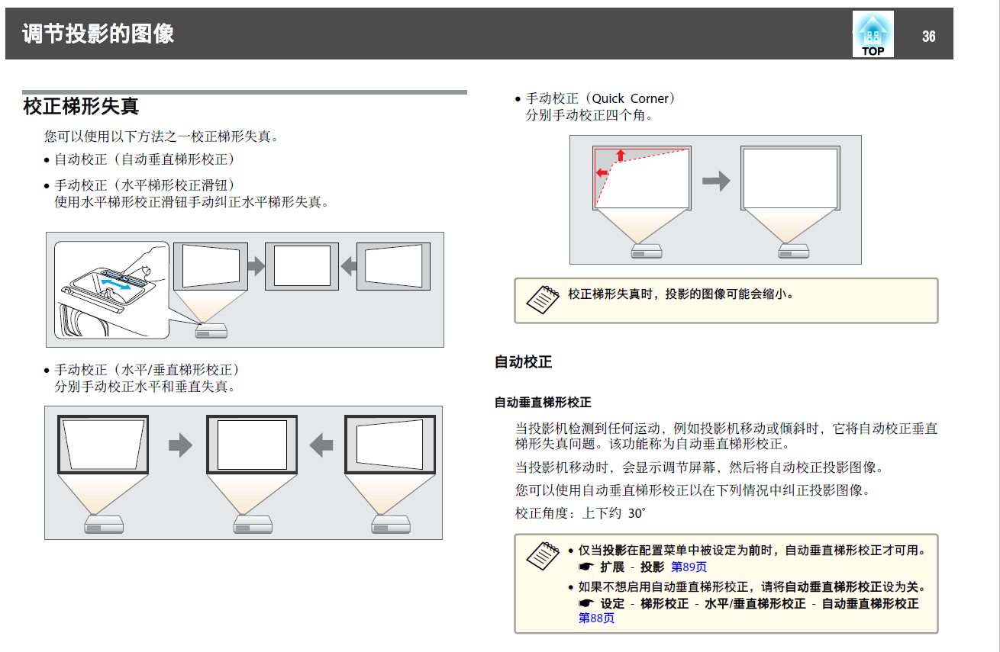 调节投影的图像
TOP
36
校正梯形失真
您可以使用以下方法之一校正梯形失真。
• 自动校正（自动垂直梯形校正）
• 手动校正（水平梯形校正滑钮）
使用水平梯形校正滑钮手动纠正水平梯形失真。
• 手动校正（水平/垂直梯形校正）
分别手动校正水平和垂直失真。
• 手动校正（Quick Corner）
分别手动校正四个角。
校正梯形失真时，投影的图像可能会缩小。
自动校正
自动垂直梯形校正
当投影机检测到任何运动，例如投影机移动或倾斜时，它将自动校正垂直
梯形失真问题。该功能称为自动垂直梯形校正。
当投影机移动时，会显示调节屏幕，然后将自动校正投影图像。
您可以使用自动垂直梯形校正以在下列情况中纠正投影图像。
校正角度：上下约 30°
• 仅当投影在配置菜单中被设定为前时，自动垂直梯形校正才可用。
☛ 扩展 - 投影 第89页
• 如果不想启用自动垂直梯形校正，请将自动垂直梯形校正设为关。
☛ 设定 - 梯形校正 - 水平/垂直梯形校正 - 自动垂直梯形校正
第88页